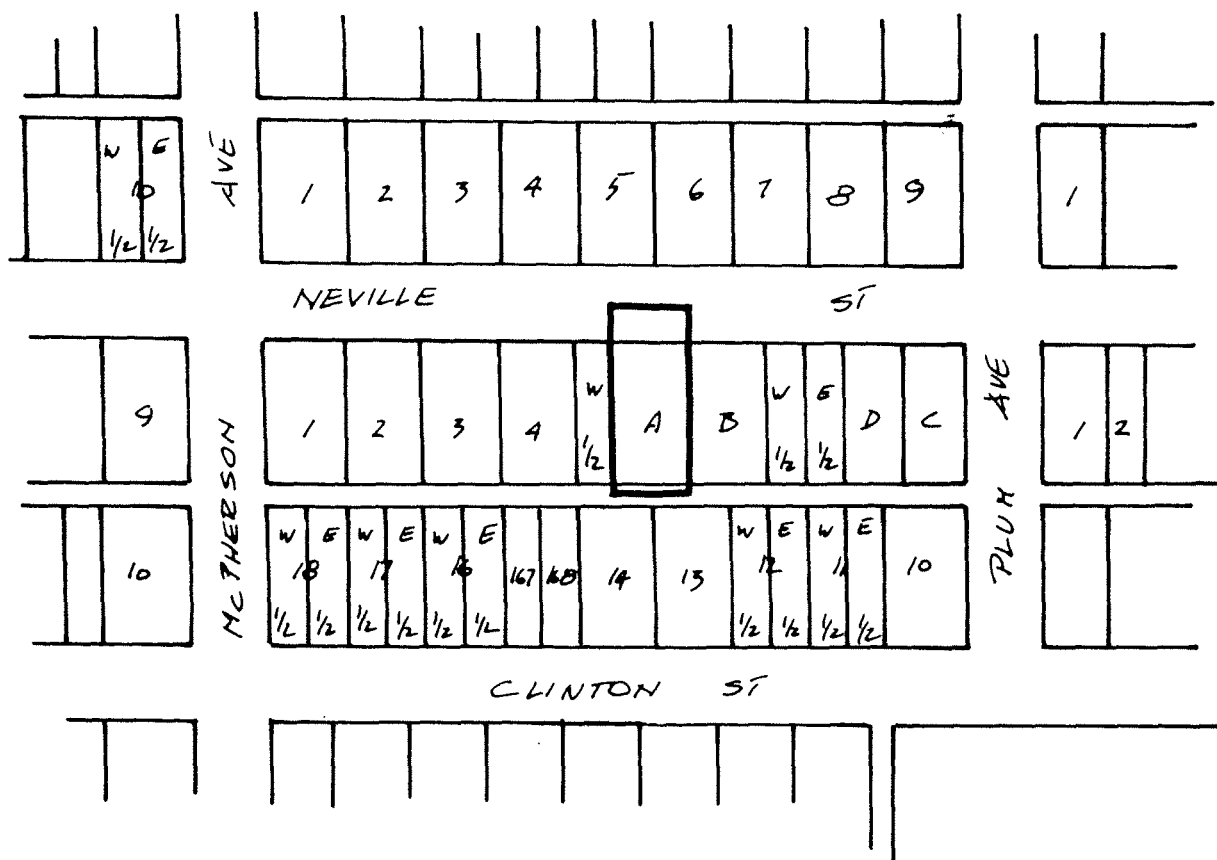 W E
10
1/2 1/2
AVE
1 2 3 4 5 6 7 8 9
1
NEVILLE ST
9
MCPHERSON
1 2 3 4
W
1/2
A B
W E
1/2 1/2
D C
PLUM AVE
1 2
10
W E W E W E
18 17 16
1/2 1/2 1/2 1/2 1/2 1/2
167 168 14 13
W E W E
12 11
1/2 1/2 1/2 1/2
10
CLINTON ST